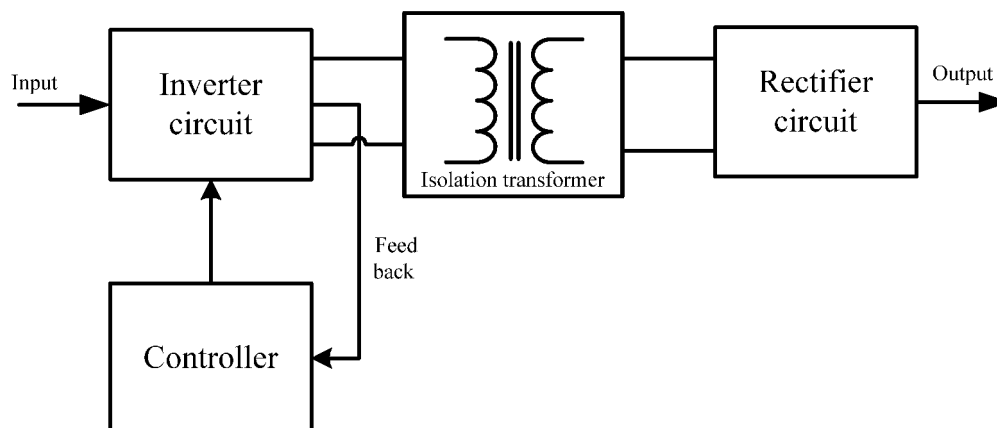 Input
Inverter
circuit
Isolation transformer
Rectifier
circuit
Output
Feed
back
Controller